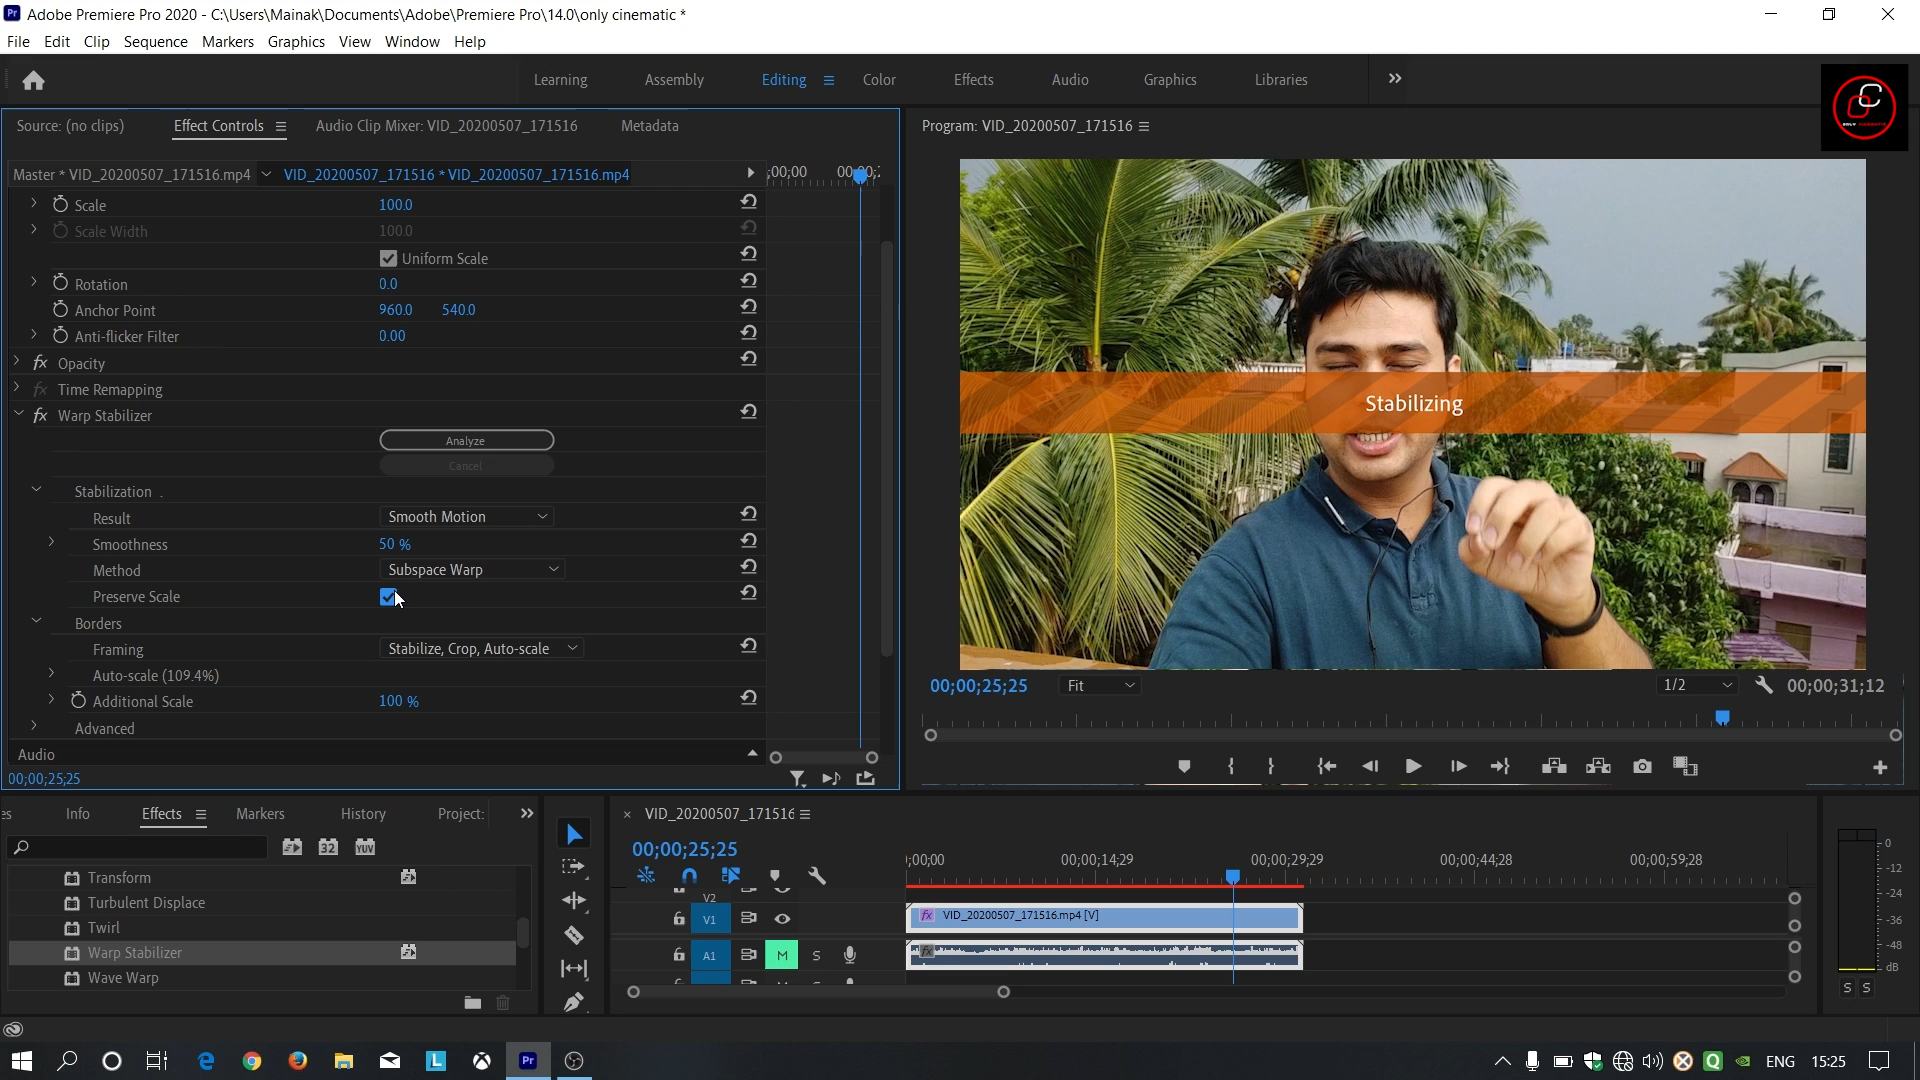 Adobe Premiere Pro 2020 - C:\Users\Mainak\Documents\Adobe\Premiere Pro\14.0\only cinematic *
File Edit Clip Sequence Markers Graphics View Window Help
Learning Assembly Editing Color Effects Audio Graphics Libraries
Source: (no clips) Effect Controls Audio Clip Mixer: VID_20200507_171516 Metadata
Program: VID_20200507_171516
Master * VID_20200507_171516.mp4 VID_20200507_171516 * VID_20200507_171516.mp4
Scale 100.0
Scale Width 100.0
Uniform Scale
Rotation 0.0
Anchor Point 960.0 540.0
Anti-flicker Filter 0.00
fx Opacity
fx Time Remapping
fx Warp Stabilizer
Analyze
Cancel
Stabilization .
Result Smooth Motion
Smoothness 50 %
Method Subspace Warp
Preserve Scale
Borders
Framing Stabilize, Crop, Auto-scale
Auto-scale (109.4%)
Additional Scale 100 %
Advanced
Audio
00;00;25;25
Stabilizing
00;00;25;25 Fit 1/2 00;00;31;12
Info Effects Markers History Project:
32 YUV
Transform
Turbulent Displace
Twirl
Warp Stabilizer
Wave Warp
× VID_20200507_171516
00;00;25;25
;00;00 00;00;14;29 00;00;29;29 00;00;44;28 00;00;59;28
V2
V1 fx VID_20200507_171516.mp4 [V]
A1 M S fx
0
-12
-24
-36
-48
dB
S S
Pr ENG 15:25